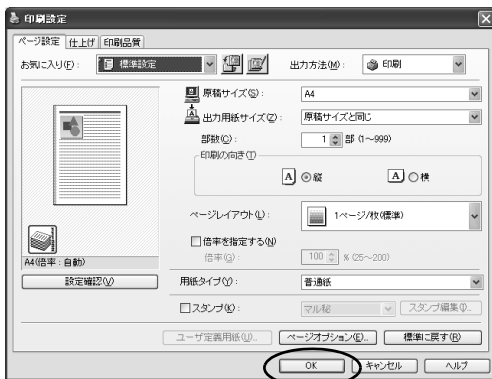 印刷設定
ページ設定 仕上げ 印刷品質
お気に入り(F): 標準設定 出力方法(M): 印刷
原稿サイズ(S): A4
出力用紙サイズ(Z): 原稿サイズと同じ
部数(C): 1 部 (1~999)
印刷の向き(T)
A 縦 A 横
ページレイアウト(L): 1ページ/枚(標準)
倍率を指定する(N)
倍率(G): 100 % (25~200)
A4(倍率:自動)
設定確認(V) 用紙タイプ(Y): 普通紙
スタンプ(K): マル秘 スタンプ編集(I)...
ユーザ定義用紙(U)... ページオプション(E)... 標準に戻す(R)
OK キャンセル ヘルプ